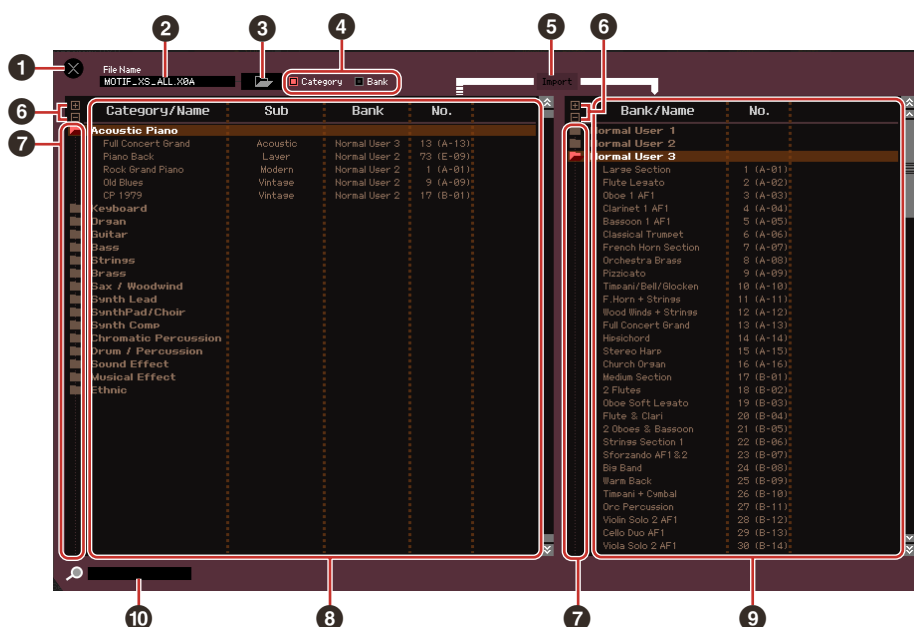 2 3 4 5 6
1
File Name
MOTIF_XS_ALL.X0A
Category Bank
Import
6
7
Category/Name Sub Bank No.
Acoustic Piano
Full Concert Grand Acoustic Normal User 3 13 (A-13)
Piano Back Layer Normal User 2 73 (E-09)
Rock Grand Piano Modern Normal User 2 1 (A-01)
Old Blues Vintage Normal User 2 9 (A-09)
CP 1979 Vintage Normal User 2 17 (B-01)
Keyboard
Organ
Guitar
Bass
Strings
Brass
Sax / Woodwind
Synth Lead
SynthPad/Choir
Synth Comp
Chromatic Percussion
Drum / Percussion
Sound Effect
Musical Effect
Ethnic
Bank/Name No.
Normal User 1
Normal User 2
Normal User 3
Large Section 1 (A-01)
Flute Legato 2 (A-02)
Oboe 1 AF1 3 (A-03)
Clarinet 1 AF1 4 (A-04)
Bassoon 1 AF1 5 (A-05)
Classical Trumpet 6 (A-06)
French Horn Section 7 (A-07)
Orchestra Brass 8 (A-08)
Pizzicato 9 (A-09)
Timpani/Bell/Glocken 10 (A-10)
F.Horn + Strings 11 (A-11)
Wood Winds + Strings 12 (A-12)
Full Concert Grand 13 (A-13)
Hipsichord 14 (A-14)
Stereo Harp 15 (A-15)
Church Organ 16 (A-16)
Medium Section 17 (B-01)
2 Flutes 18 (B-02)
Oboe Soft Legato 19 (B-03)
Flute & Clari 20 (B-04)
2 Oboes & Bassoon 21 (B-05)
Strings Section 1 22 (B-06)
Sforzando AF1&2 23 (B-07)
Big Band 24 (B-08)
Warm Back 25 (B-09)
Timpani + Cymbal 26 (B-10)
Orc Percussion 27 (B-11)
Violin Solo 2 AF1 28 (B-12)
Cello Duo AF1 29 (B-13)
Viola Solo 2 AF1 30 (B-14)
10 8 7 9